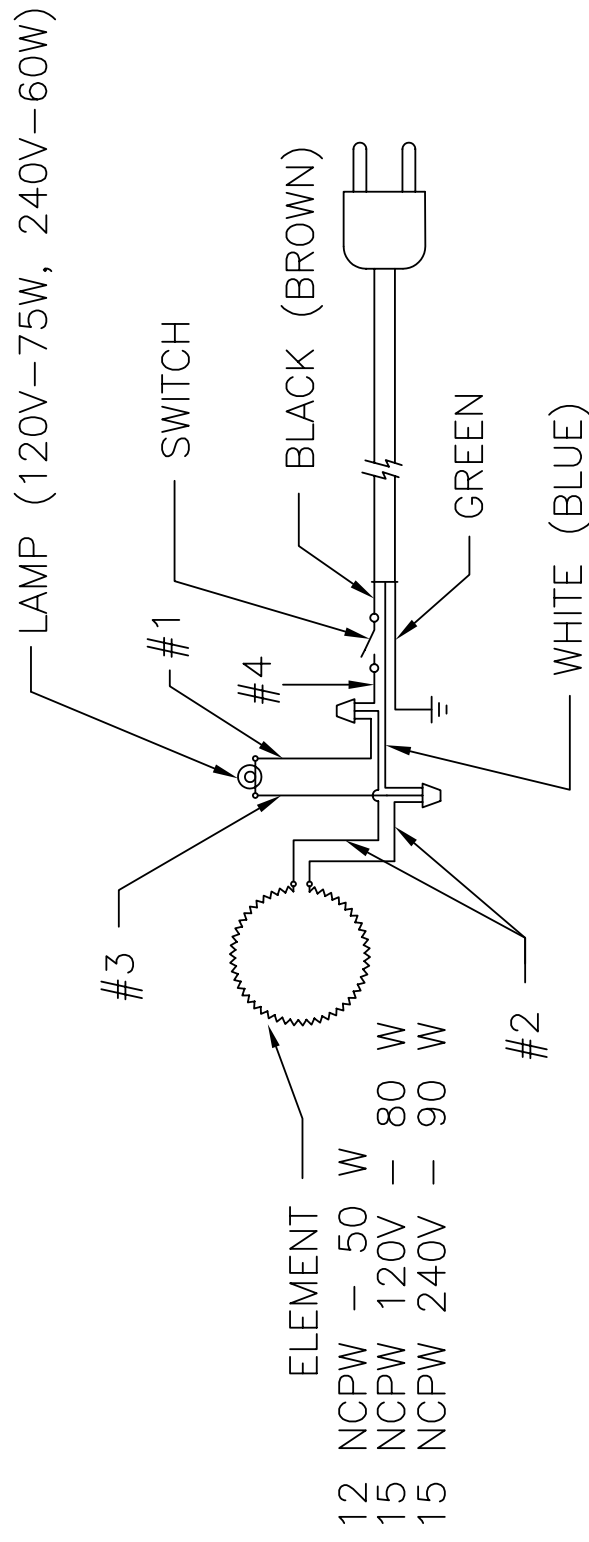 LAMP (120V-75W, 240V-60W)
SWITCH
#1
BLACK (BROWN)
#4
GREEN
#3
WHITE (BLUE)
ELEMENT
12 NCPW - 50 W
15 NCPW 120V - 80 W
15 NCPW 240V - 90 W
#2